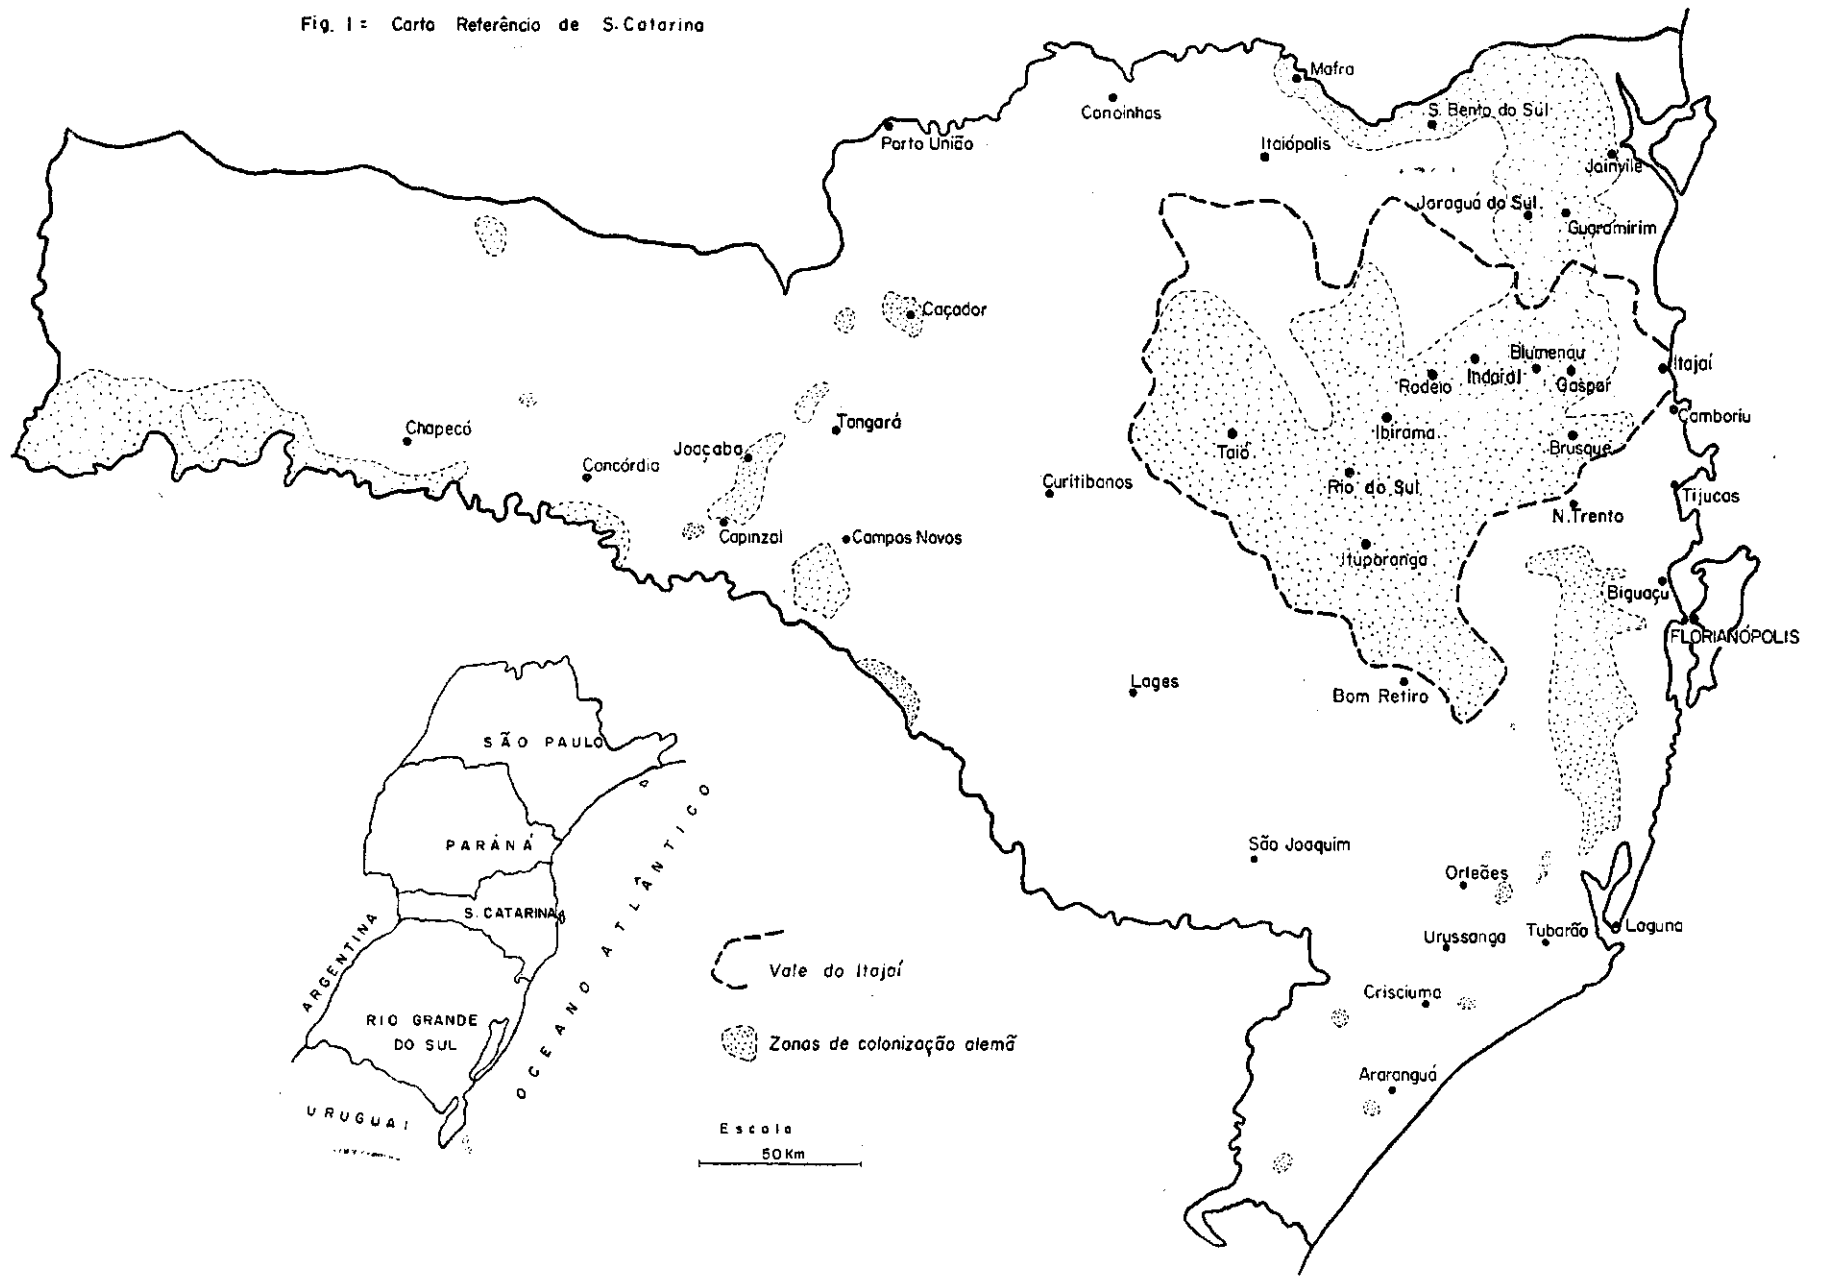 Fig. 1 = Carta Referência de S. Catarina
Mafra
Canoinhas
S. Bento do Sul
Porto União
Itaiópolis
Joinvile
Jaraguá do Sul
Guaramirim
Caçador
Blumenau
Itajaí
Rodeio
Indaial
Gaspar
Camboriu
Chapecó
Tangará
Ibirama
Joaçaba
Taió
Brusque
Concórdia
Curitibanos
Rio do Sul
Tijucas
N. Trento
Capinzal
Campos Novos
Ituporanga
Biguaçu
FLORIANÓPOLIS
Lages
Bom Retiro
SÃO PAULO
PARÁNÁ
São Joaquim
Orleães
S. CATARINA
ARGENTINA
OCEANO ATLÂNTICO
Urussanga
Tubarão
Laguna
Vale do Itajaí
Crisciuma
RIO GRANDE
DO SUL
Zonas de colonização alemã
Araranguá
URUGUAI
Escala
50 Km